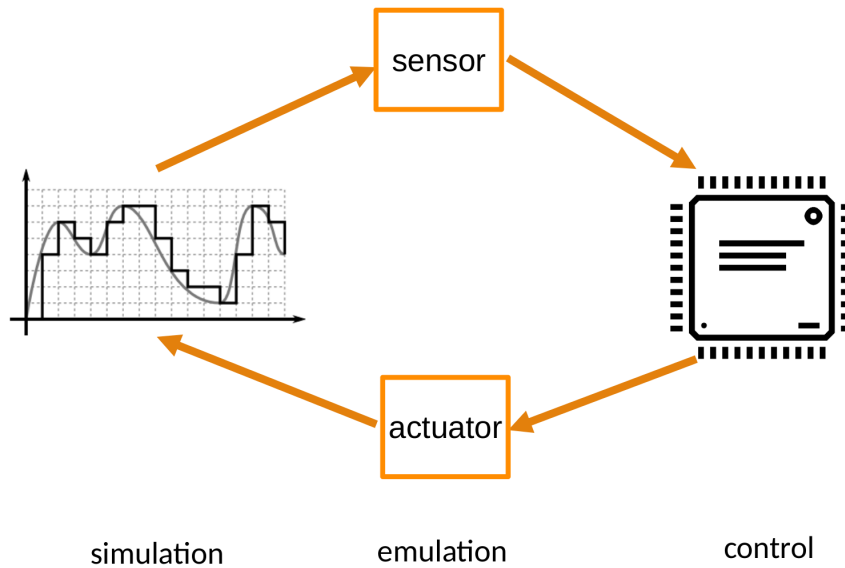 sensor
actuator
simulation
emulation
control